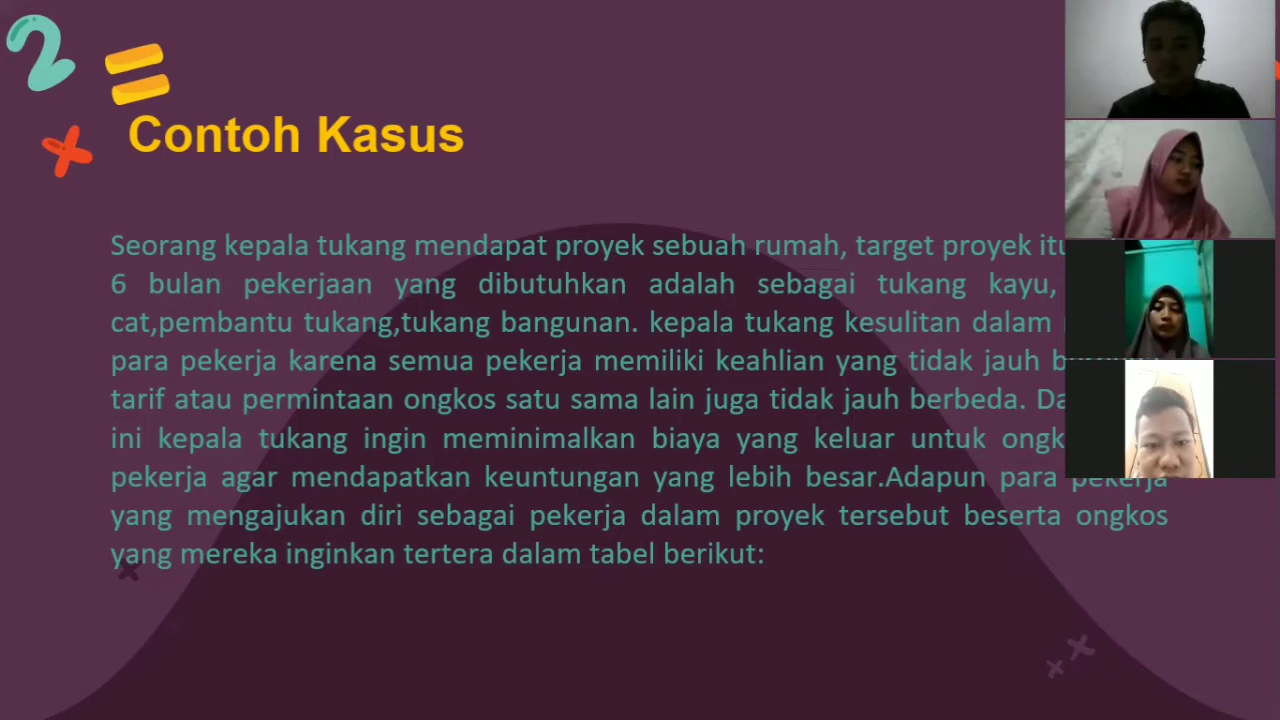 2 =
×
Contoh Kasus
Seorang kepala tukang mendapat proyek sebuah rumah, target proyek itu
6 bulan pekerjaan yang dibutuhkan adalah sebagai tukang kayu,
cat,pembantu tukang,tukang bangunan. kepala tukang kesulitan dalam
para pekerja karena semua pekerja memiliki keahlian yang tidak jauh
tarif atau permintaan ongkos satu sama lain juga tidak jauh berbeda.
ini kepala tukang ingin meminimalkan biaya yang keluar untuk
pekerja agar mendapatkan keuntungan yang lebih besar.Adapun para pekerja
yang mengajukan diri sebagai pekerja dalam proyek tersebut beserta ongkos
yang mereka inginkan tertera dalam tabel berikut: